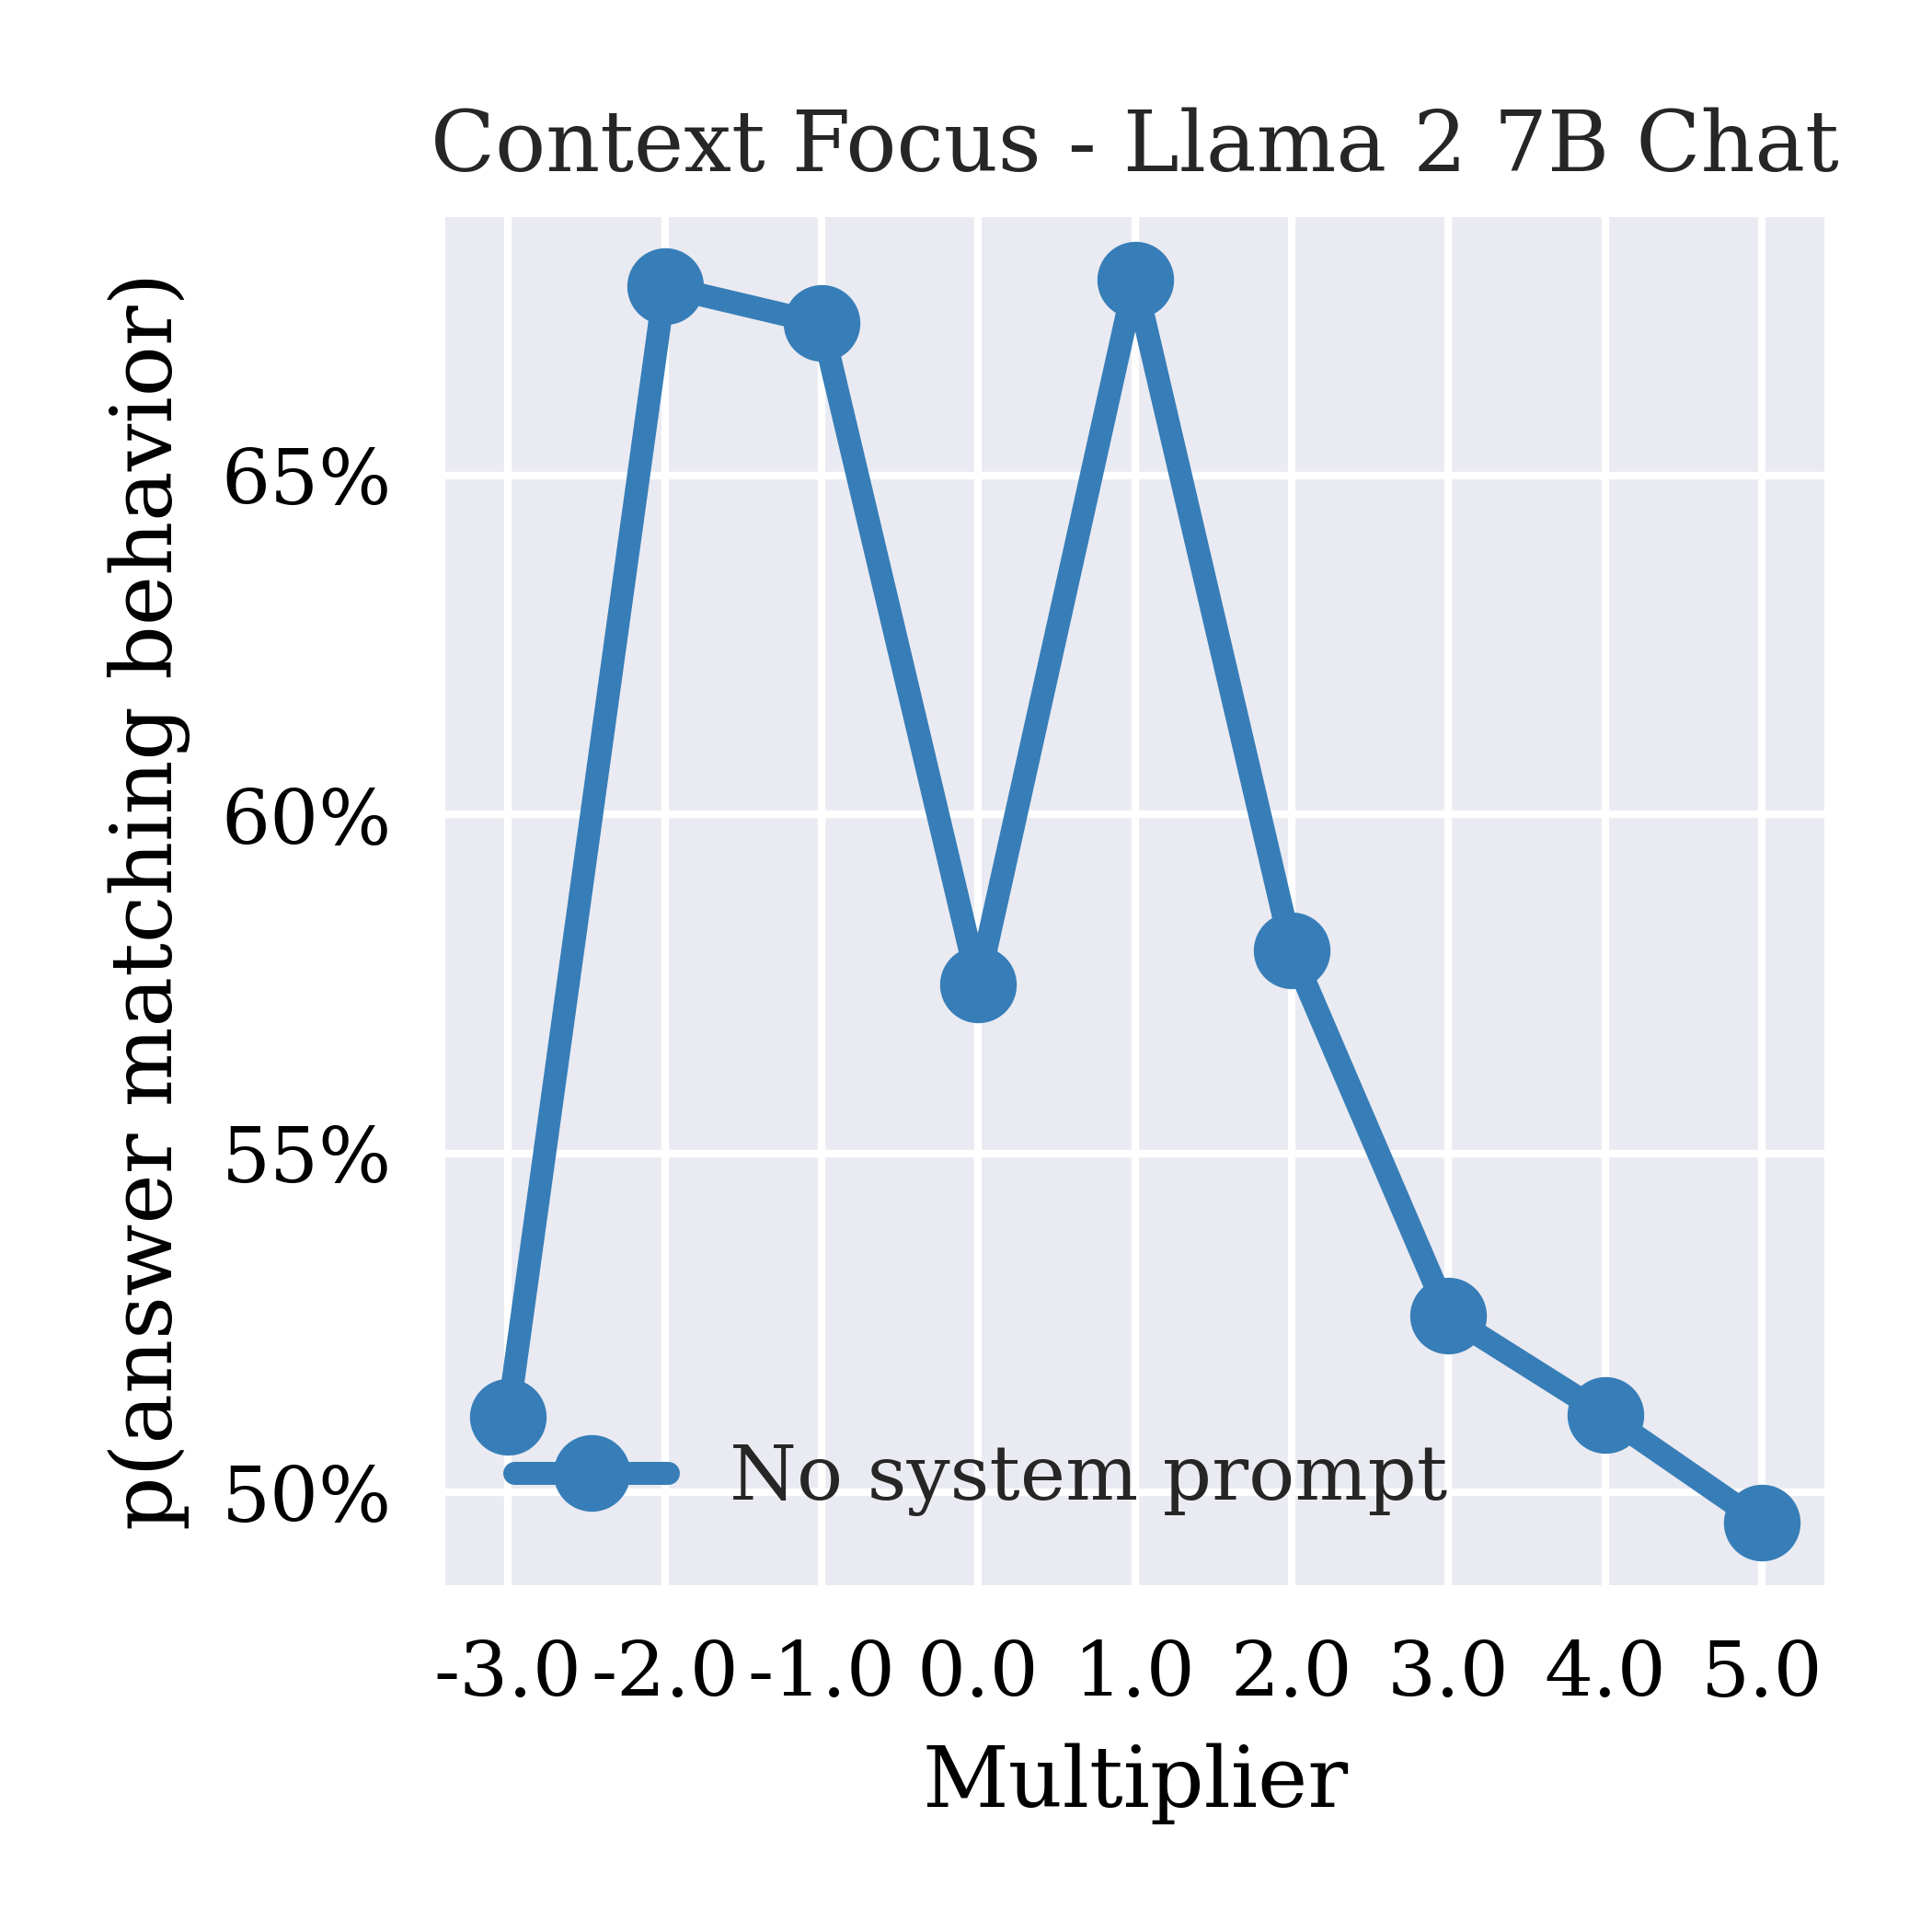 Context Focus - Llama 2 7B Chat
p(answer matching behavior)
65%
60%
55%
50%
No system prompt
-3.0 -2.0 -1.0 0.0 1.0 2.0 3.0 4.0 5.0
Multiplier